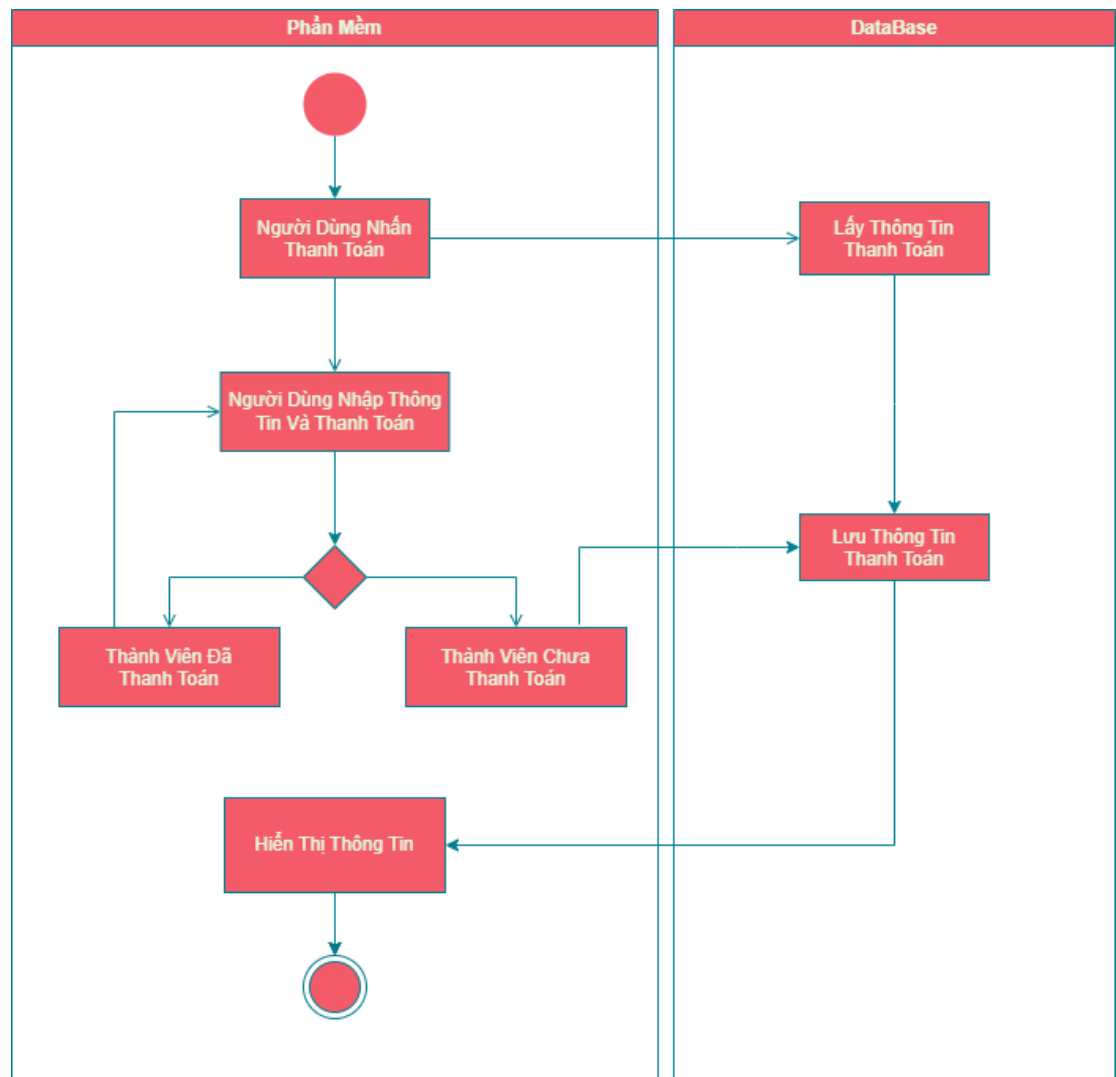 Phần Mềm
DataBase
Người Dùng Nhấn
Thanh Toán
Lấy Thông Tin
Thanh Toán
Người Dùng Nhập Thông
Tin Và Thanh Toán
Lưu Thông Tin
Thanh Toán
Thành Viên Đã
Thanh Toán
Thành Viên Chưa
Thanh Toán
Hiển Thị Thông Tin